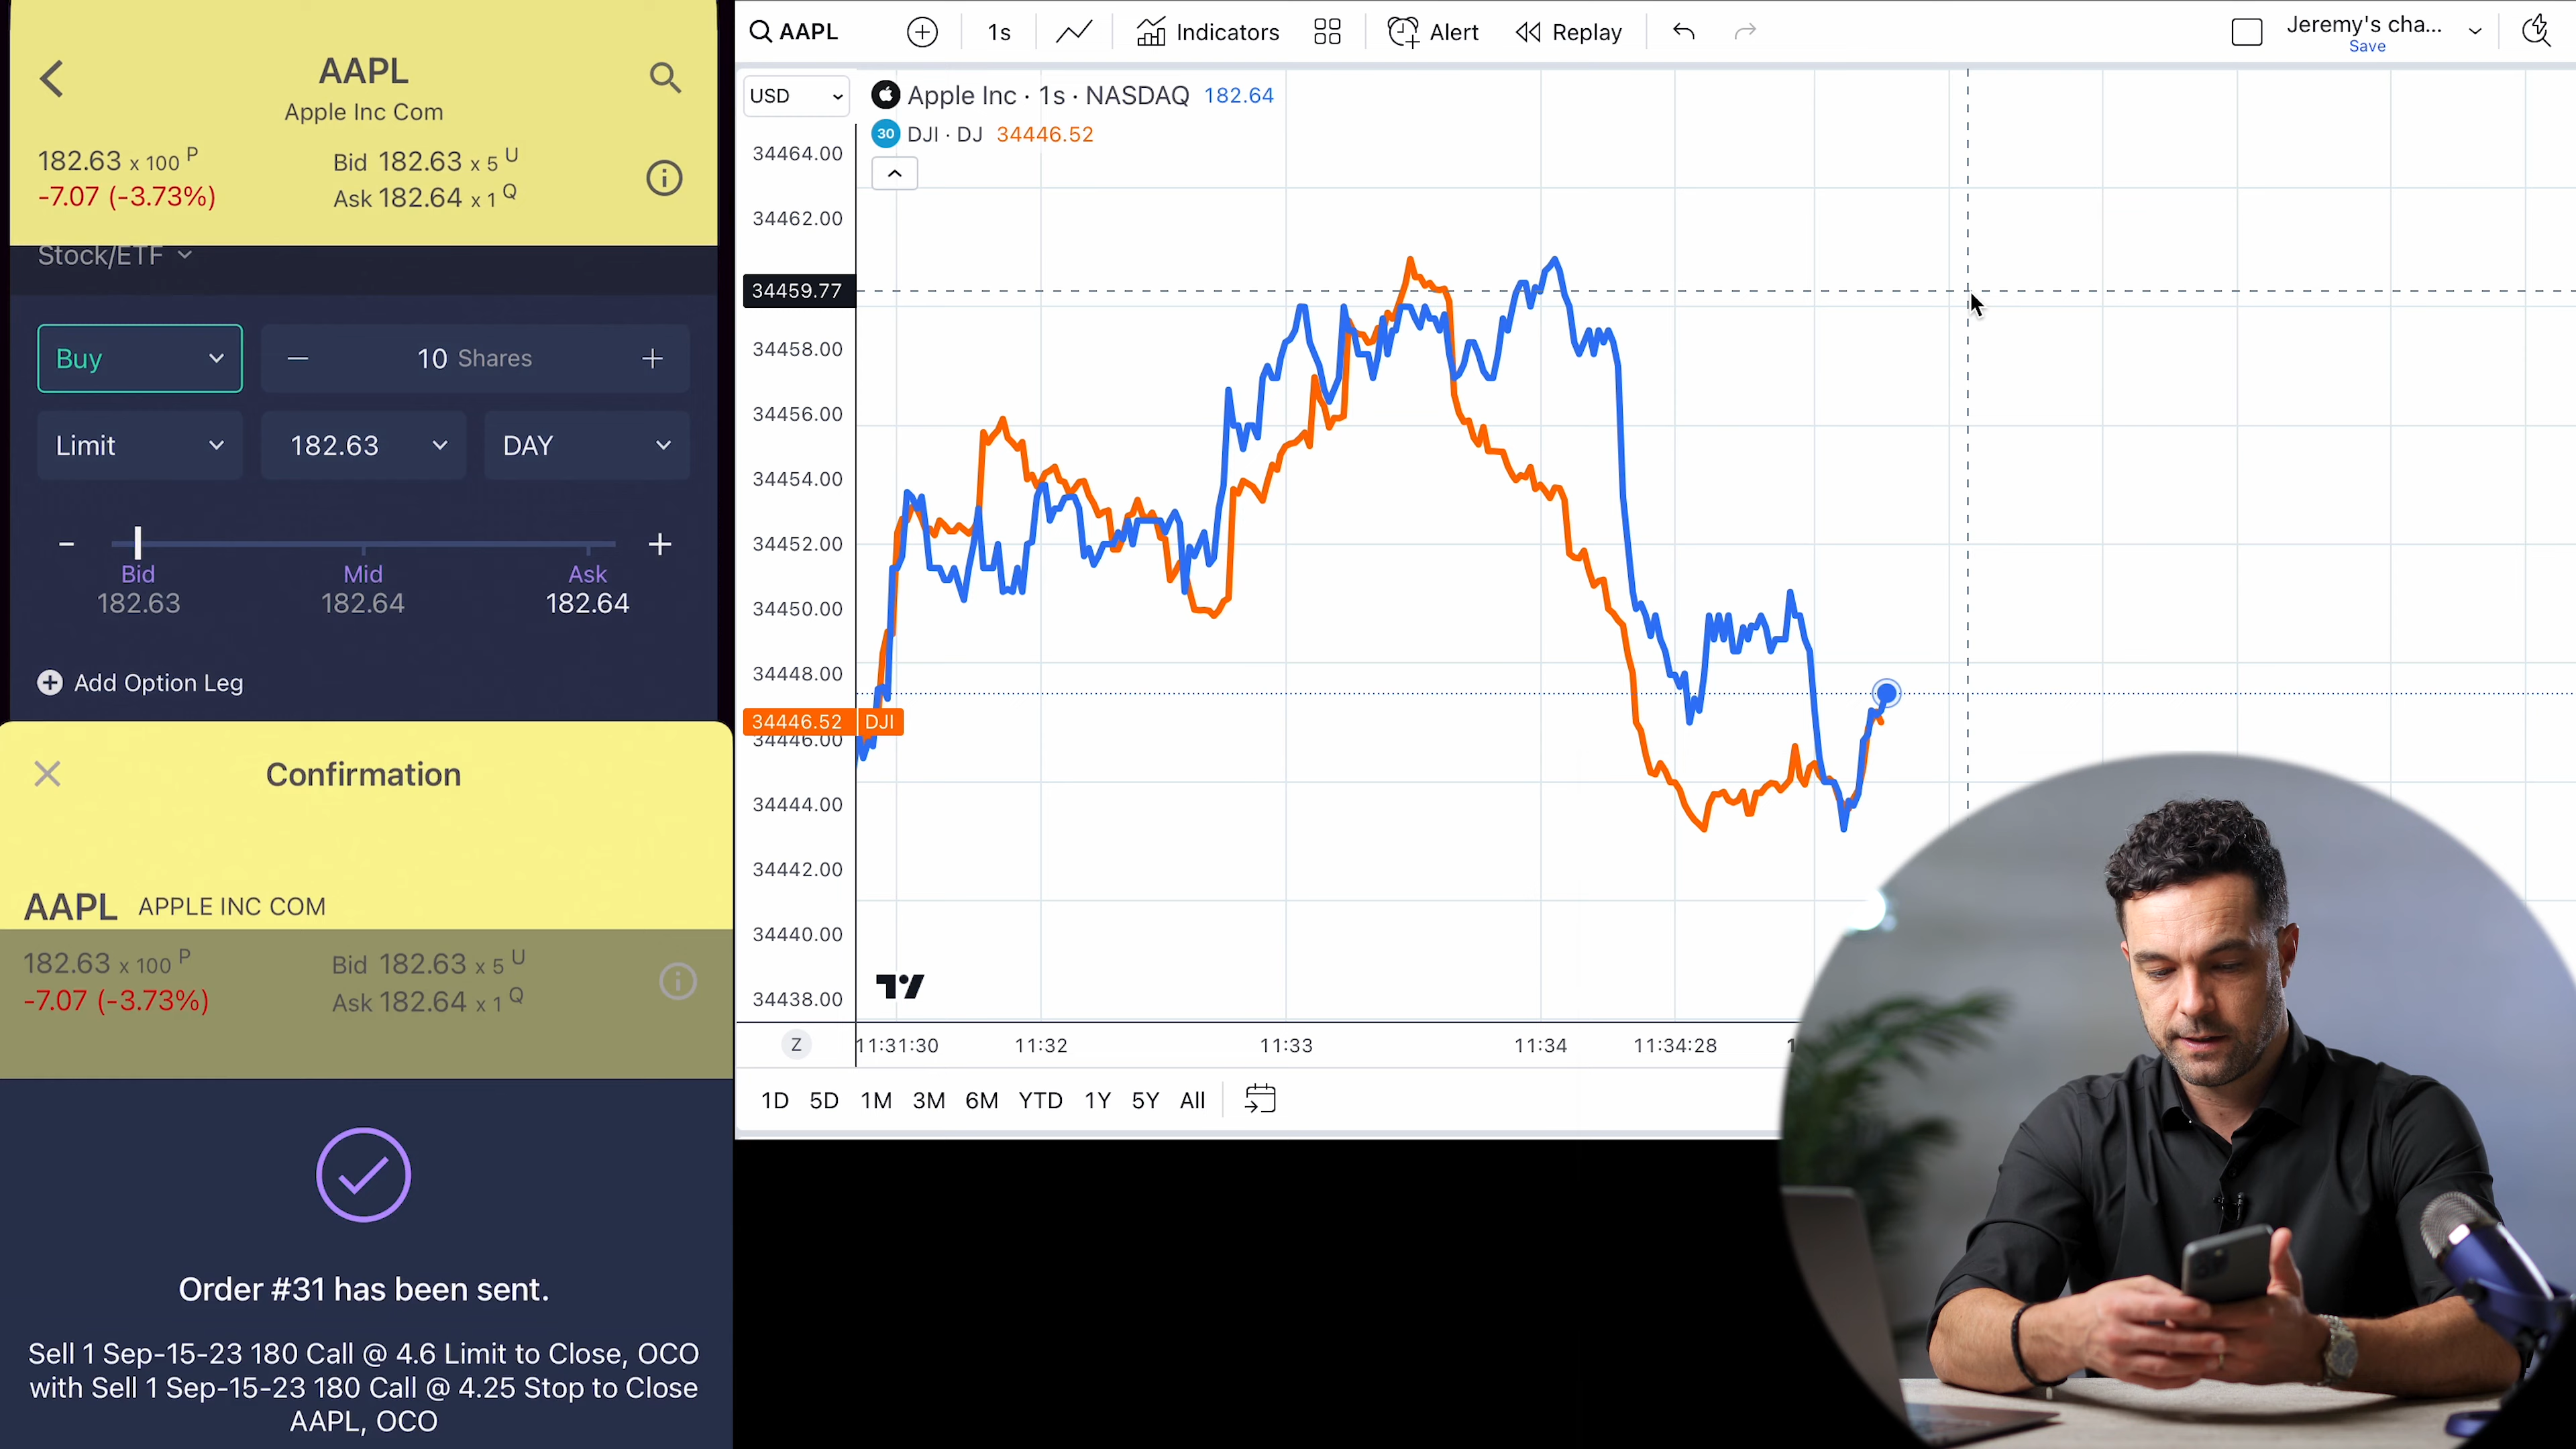 AAPL
Apple Inc Com
182.63 x 100 P
-7.07 (-3.73%)
Bid 182.63 x 5 U
Ask 182.64 x 1 Q
Stock/ETF
Buy
10 Shares
Limit
182.63
DAY
Bid
182.63
Mid
182.64
Ask
182.64
Add Option Leg
Confirmation
AAPL APPLE INC COM
182.63 x 100 P
-7.07 (-3.73%)
Bid 182.63 x 5 U
Ask 182.64 x 1 Q
Order #31 has been sent.
Sell 1 Sep-15-23 180 Call @ 4.6 Limit to Close, OCO
with Sell 1 Sep-15-23 180 Call @ 4.25 Stop to Close
AAPL, OCO
AAPL
1s
Indicators
Alert
Replay
Jeremy's cha...
Save
USD
Apple Inc · 1s · NASDAQ 182.64
30 DJI · DJ 34446.52
34464.00
34462.00
34459.77
34458.00
34456.00
34454.00
34452.00
34450.00
34448.00
34446.52 DJI
34446.00
34444.00
34442.00
34440.00
34438.00
Z
11:31:30 11:32 11:33 11:34 11:34:28
1D 5D 1M 3M 6M YTD 1Y 5Y All